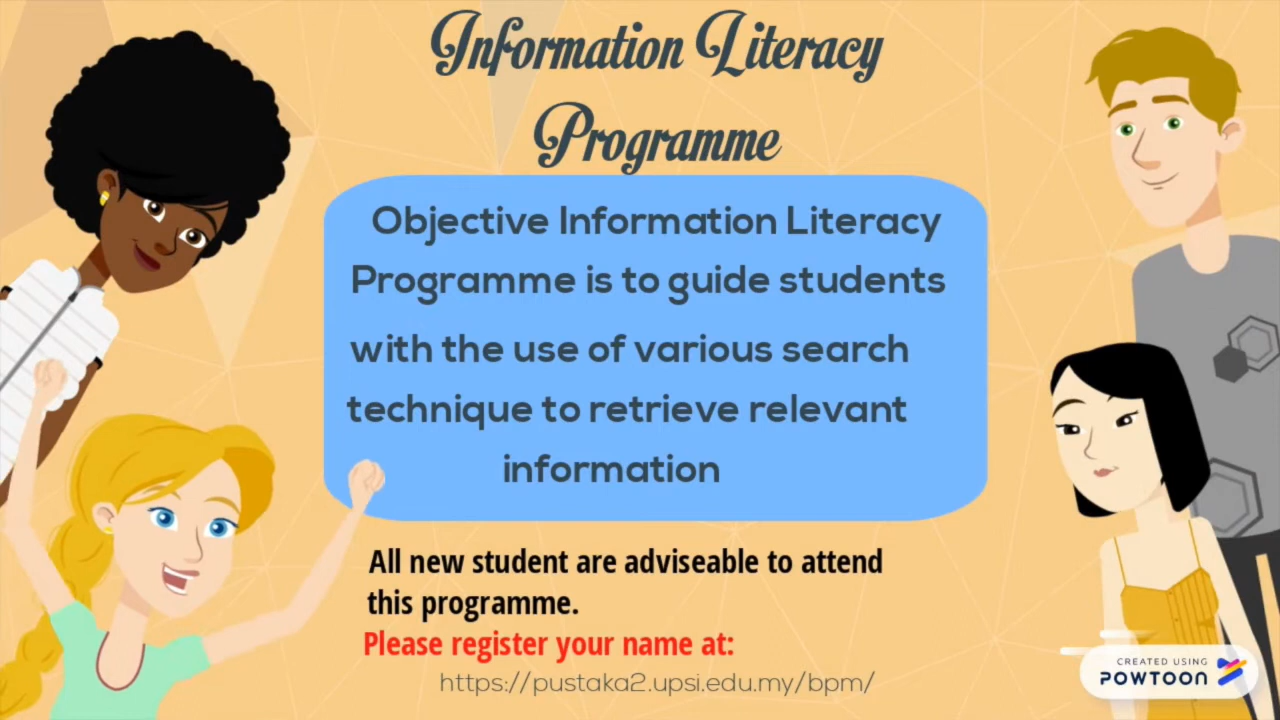 Information Literacy
Programme
Objective Information Literacy
Programme is to guide students
with the use of various search
technique to retrieve relevant
information
All new student are adviseable to attend
this programme.
Please register your name at:
https://pustaka2.upsi.edu.my/bpm/
CREATED USING
POWTOON